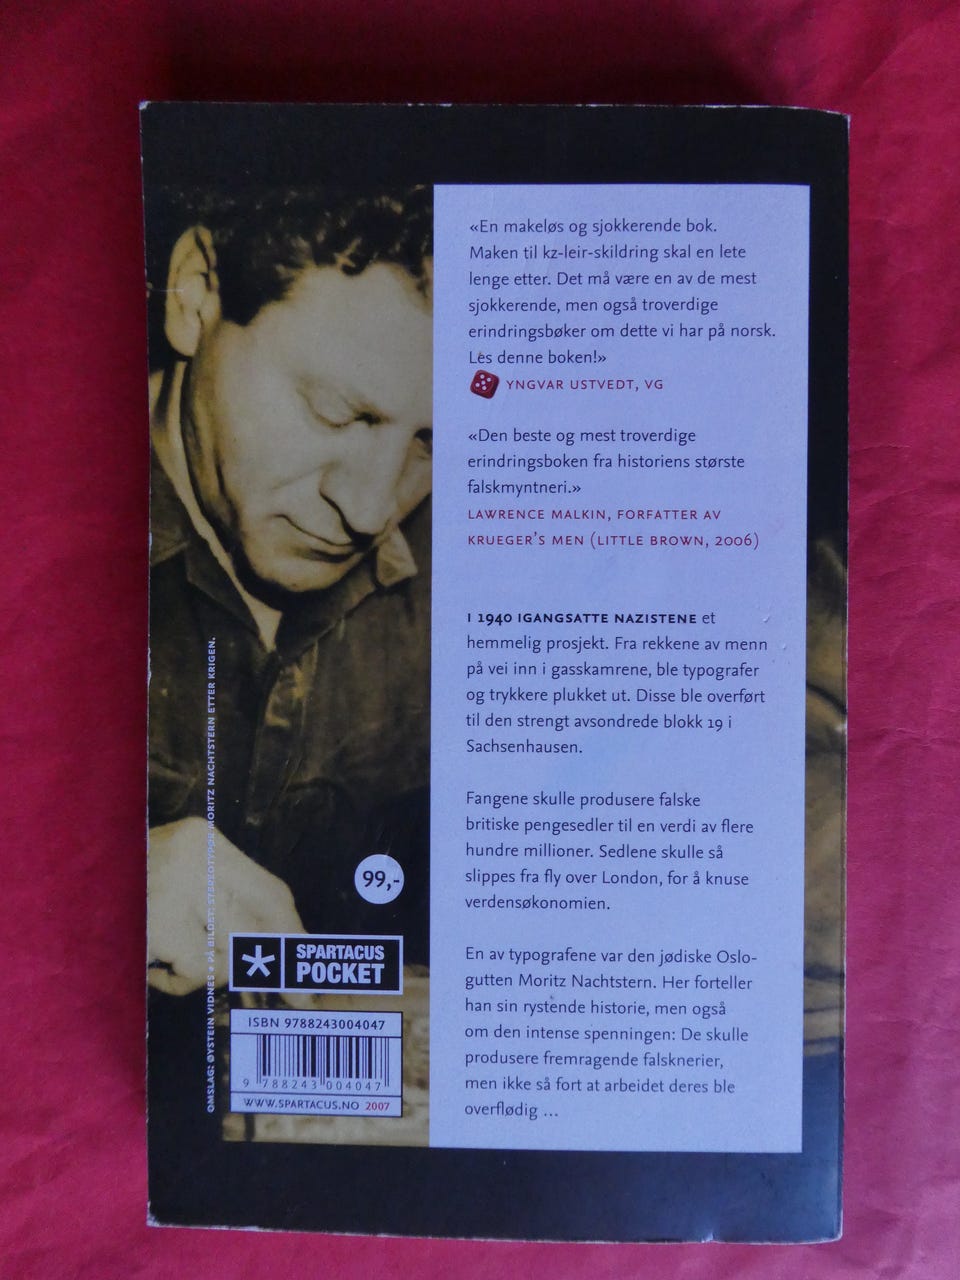 «En makeløs og sjokkerende bok.
Maken til kz-leir-skildring skal en lete
lenge etter. Det må være en av de mest
sjokkerende, men også troverdige
erindringsbøker om dette vi har på norsk.
Les denne boken!»
YNGVAR USTVEDT, VG
«Den beste og mest troverdige
erindringsboken fra historiens største
falskmyntneri.»
LAWRENCE MALKIN, FORFATTER AV
KRUEGER'S MEN (LITTLE BROWN, 2006)
I 1940 IGANGSATTE NAZISTENE et
hemmelig prosjekt. Fra rekkene av menn
på vei inn i gasskamrene, ble typografer
og trykkere plukket ut. Disse ble overført
til den strengt avsondrede blokk 19 i
Sachsenhausen.
Fangene skulle produsere falske
britiske pengesedler til en verdi av flere
hundre millioner. Sedlene skulle så
slippes fra fly over London, for å knuse
verdensøkonomien.
En av typografene var den jødiske Oslo-
gutten Moritz Nachtstern. Her forteller
han sin rystende historie, men også
om den intense spenningen: De skulle
produsere fremragende falsknerier,
men ikke så fort at arbeidet deres ble
overflødig ...
OMSLAG: ØYSTEIN VIDNES • PÅ BILDET: STEREOTYPØR MORITZ NACHTSTERN ETTER KRIGEN.
99,-
SPARTACUS
POCKET
ISBN 9788243004047
9 788243 004047
WWW.SPARTACUS.NO 2007